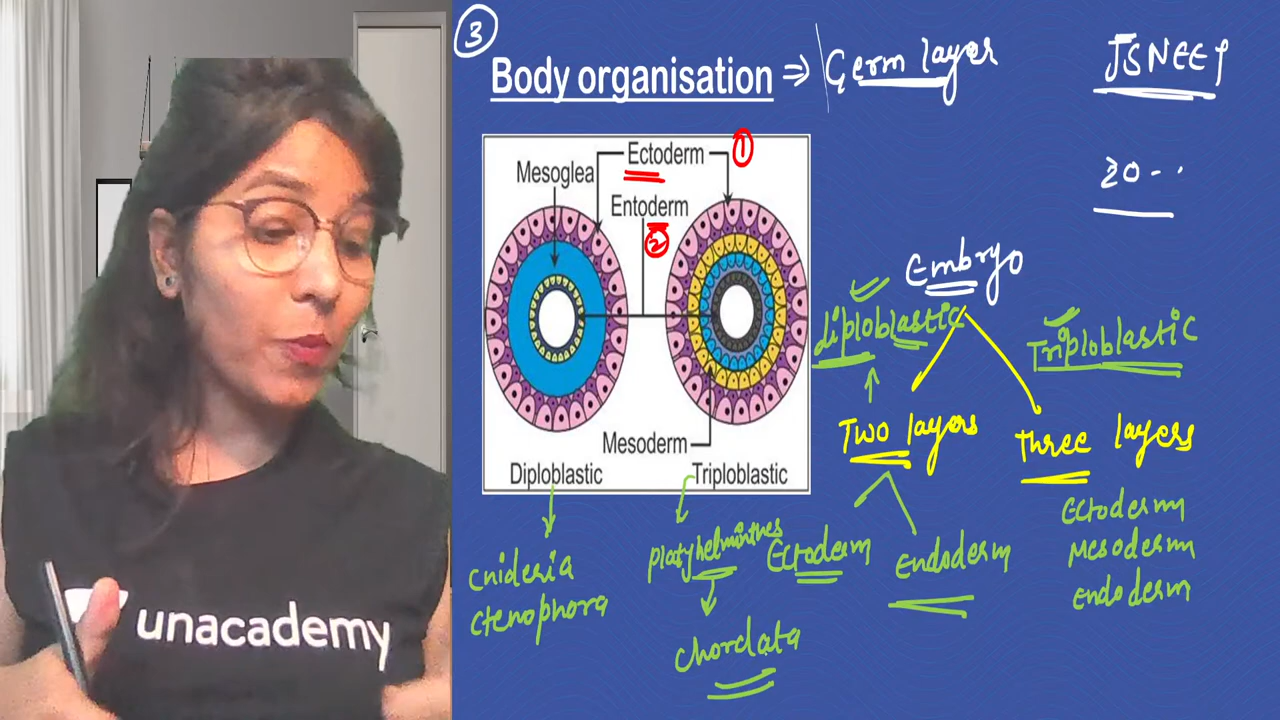 3
Body organisation ⇒ Germ layer
JSNEET
20--
Ectoderm 1
Mesoglea
Entoderm
2
Mesoderm
Diploblastic
Triploblastic
Embryo
diploblastic
Triploblastic
Two layers
Three layers
Ectoderm
Endoderm
Ectoderm
Mesoderm
Endoderm
Cnideria
Ctenophora
Platyhelminthes
Chordata
unacademy